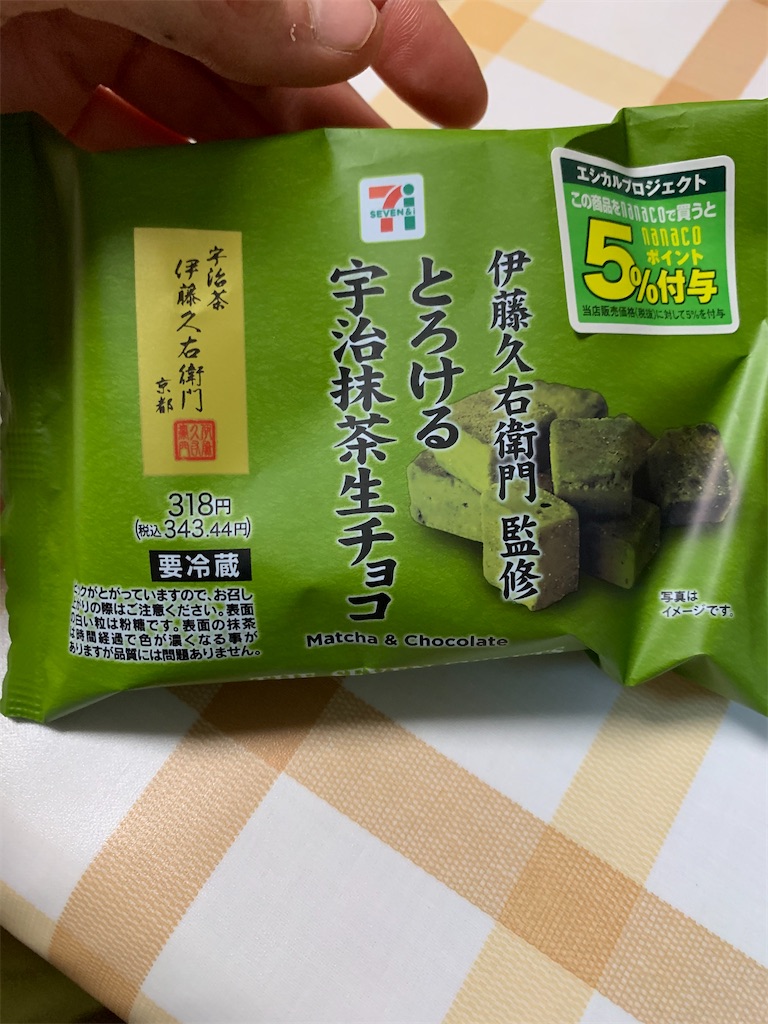 エシカルプロジェクト
この商品をnanacoで買うと
5%付与
nanaco
ポイント
当店販売価格(税抜)に対して5%を付与
SEVEN&i
伊藤久右衛門 監修
とろける
宇治抹茶生チョコ
Matcha & Chocolate
宇治茶
伊藤久右衛門
京都
318円
(税込343.44円)
要冷蔵
クがとがっていますので、お召し
がりの際はご注意ください。表面
白い粒は粉糖です。表面の抹茶
は時間経過で色が濃くなる事が
ありますが品質には問題ありません。
写真は
イメージです。